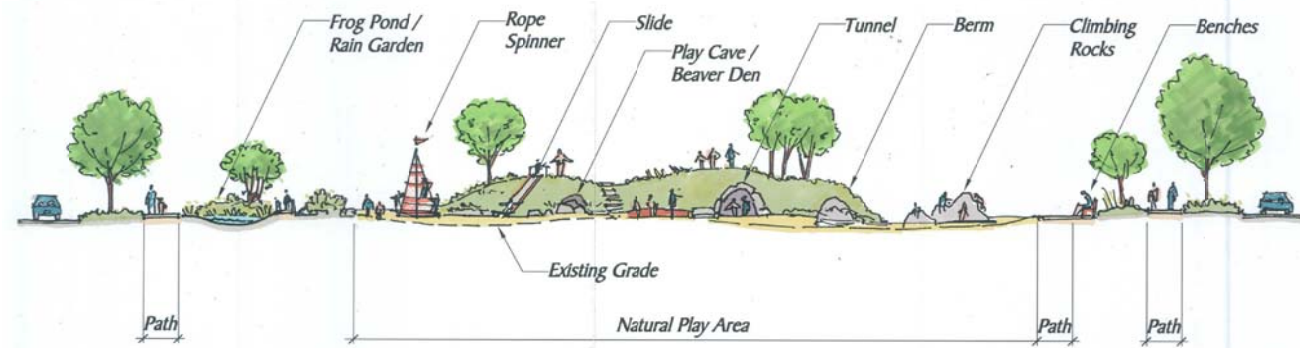 Frog Pond /
Rain Garden
Rope
Spinner
Slide
Play Cave /
Beaver Den
Tunnel
Berm
Climbing
Rocks
Benches
Existing Grade
Path
Natural Play Area
Path
Path